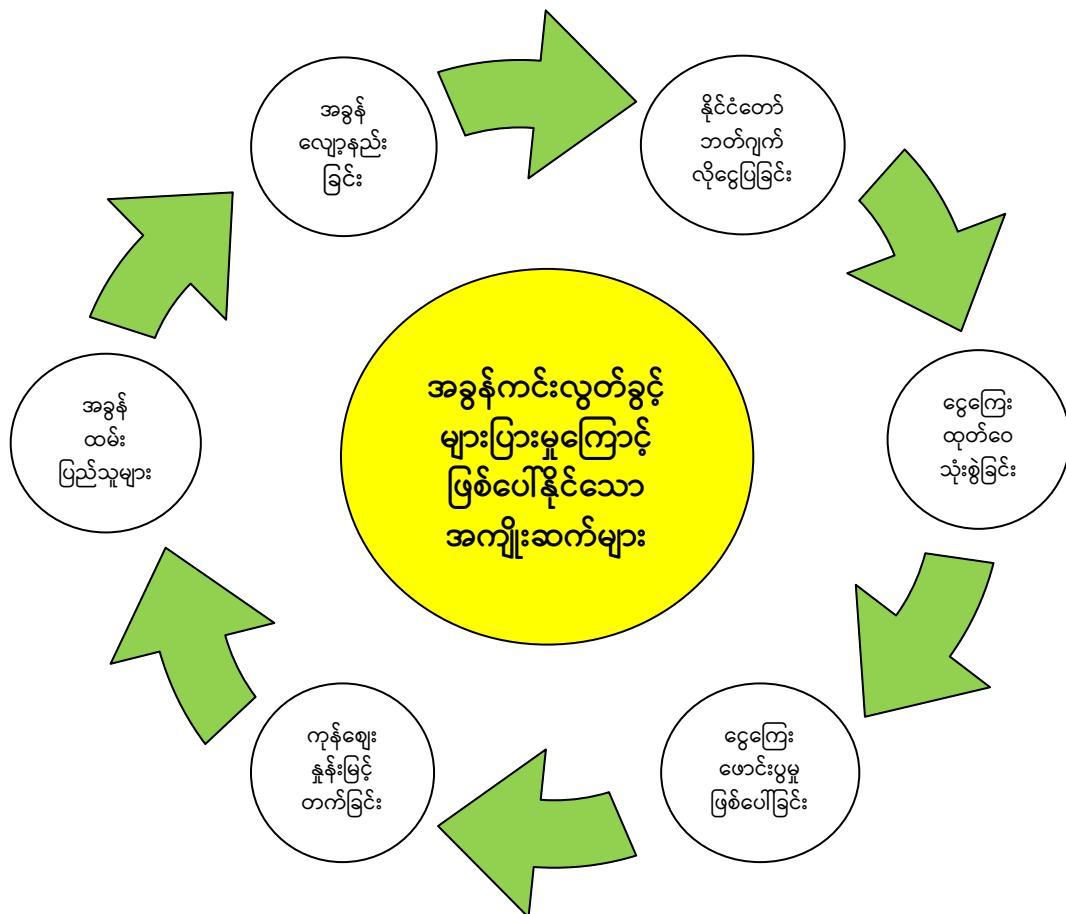 အခွန်
လျော့နည်း
ခြင်း
နိုင်ငံတော်
ဘတ်ဂျက်
လိုငွေပြခြင်း
ငွေကြေး
ထုတ်ဝေ
သုံးစွဲခြင်း
ငွေကြေး
ဖောင်းပွမှု
ဖြစ်ပေါ်ခြင်း
ကုန်ဈေး
နှုန်းမြင့်
တက်ခြင်း
အခွန်
ထမ်း
ပြည်သူများ
အခွန်ကင်းလွတ်ခွင့်
များပြားမှုကြောင့်
ဖြစ်ပေါ်နိုင်သော
အကျိုးဆက်များ